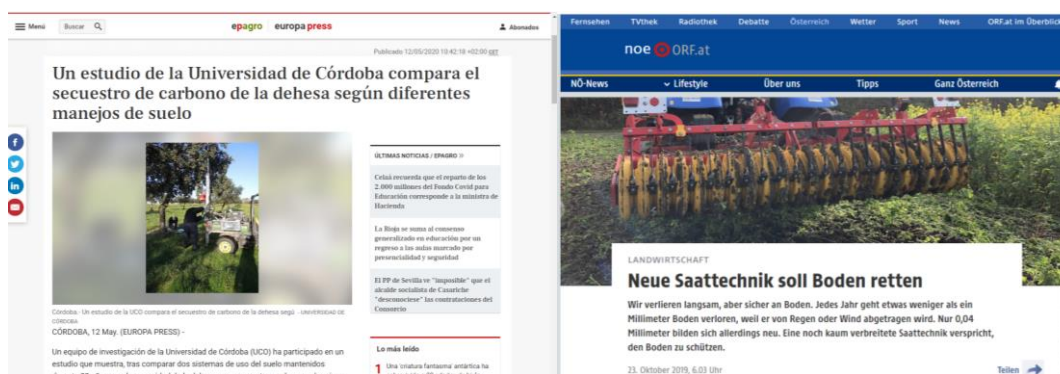 Menú
Buscar
epagro europa press
Abonados
Publicado 12/05/2020 13:42:18 +02:00 CET
Un estudio de la Universidad de Córdoba compara el
secuestro de carbono de la dehesa según diferentes
manejos de suelo
Córdoba.- Un estudio de la UCO compara el secuestro de carbono de la dehesa segú - UNIVERSIDAD DE
CÓRDOBA
CÓRDOBA, 12 May. (EUROPA PRESS) -
Un equipo de investigación de la Universidad de Córdoba (UCO) ha participado en un
estudio que muestra, tras comparar dos sistemas de uso del suelo mantenidos
ÚLTIMAS NOTICIAS / EPAGRO »
Celaá recuerda que el reparto de los
2.000 millones del Fondo Covid para
Educación corresponde a la ministra de
Hacienda
La Rioja se suma al consenso
generalizado en educación por un
regreso a las aulas marcado por
presencialidad y seguridad
El PP de Sevilla ve "imposible" que el
alcalde socialista de Casariche
"desconociese" las contrataciones del
Consorcio
Lo más leído
1 Una 'criatura fantasma' antártica ha
Fernsehen TVthek Radiothek Debatte Österreich Wetter Sport News ORF.at im Überblick
noe ORF.at
NÖ-News Lifestyle Über uns Tipps Ganz Österreich
LANDWIRTSCHAFT
Neue Saattechnik soll Boden retten
Wir verlieren langsam, aber sicher an Boden. Jedes Jahr geht etwas weniger als ein
Millimeter Boden verloren, weil er von Regen oder Wind abgetragen wird. Nur 0,04
Millimeter bilden sich allerdings neu. Eine noch kaum verbreitete Saattechnik verspricht,
den Boden zu schützen.
23. Oktober 2019, 6.03 Uhr
Teilen